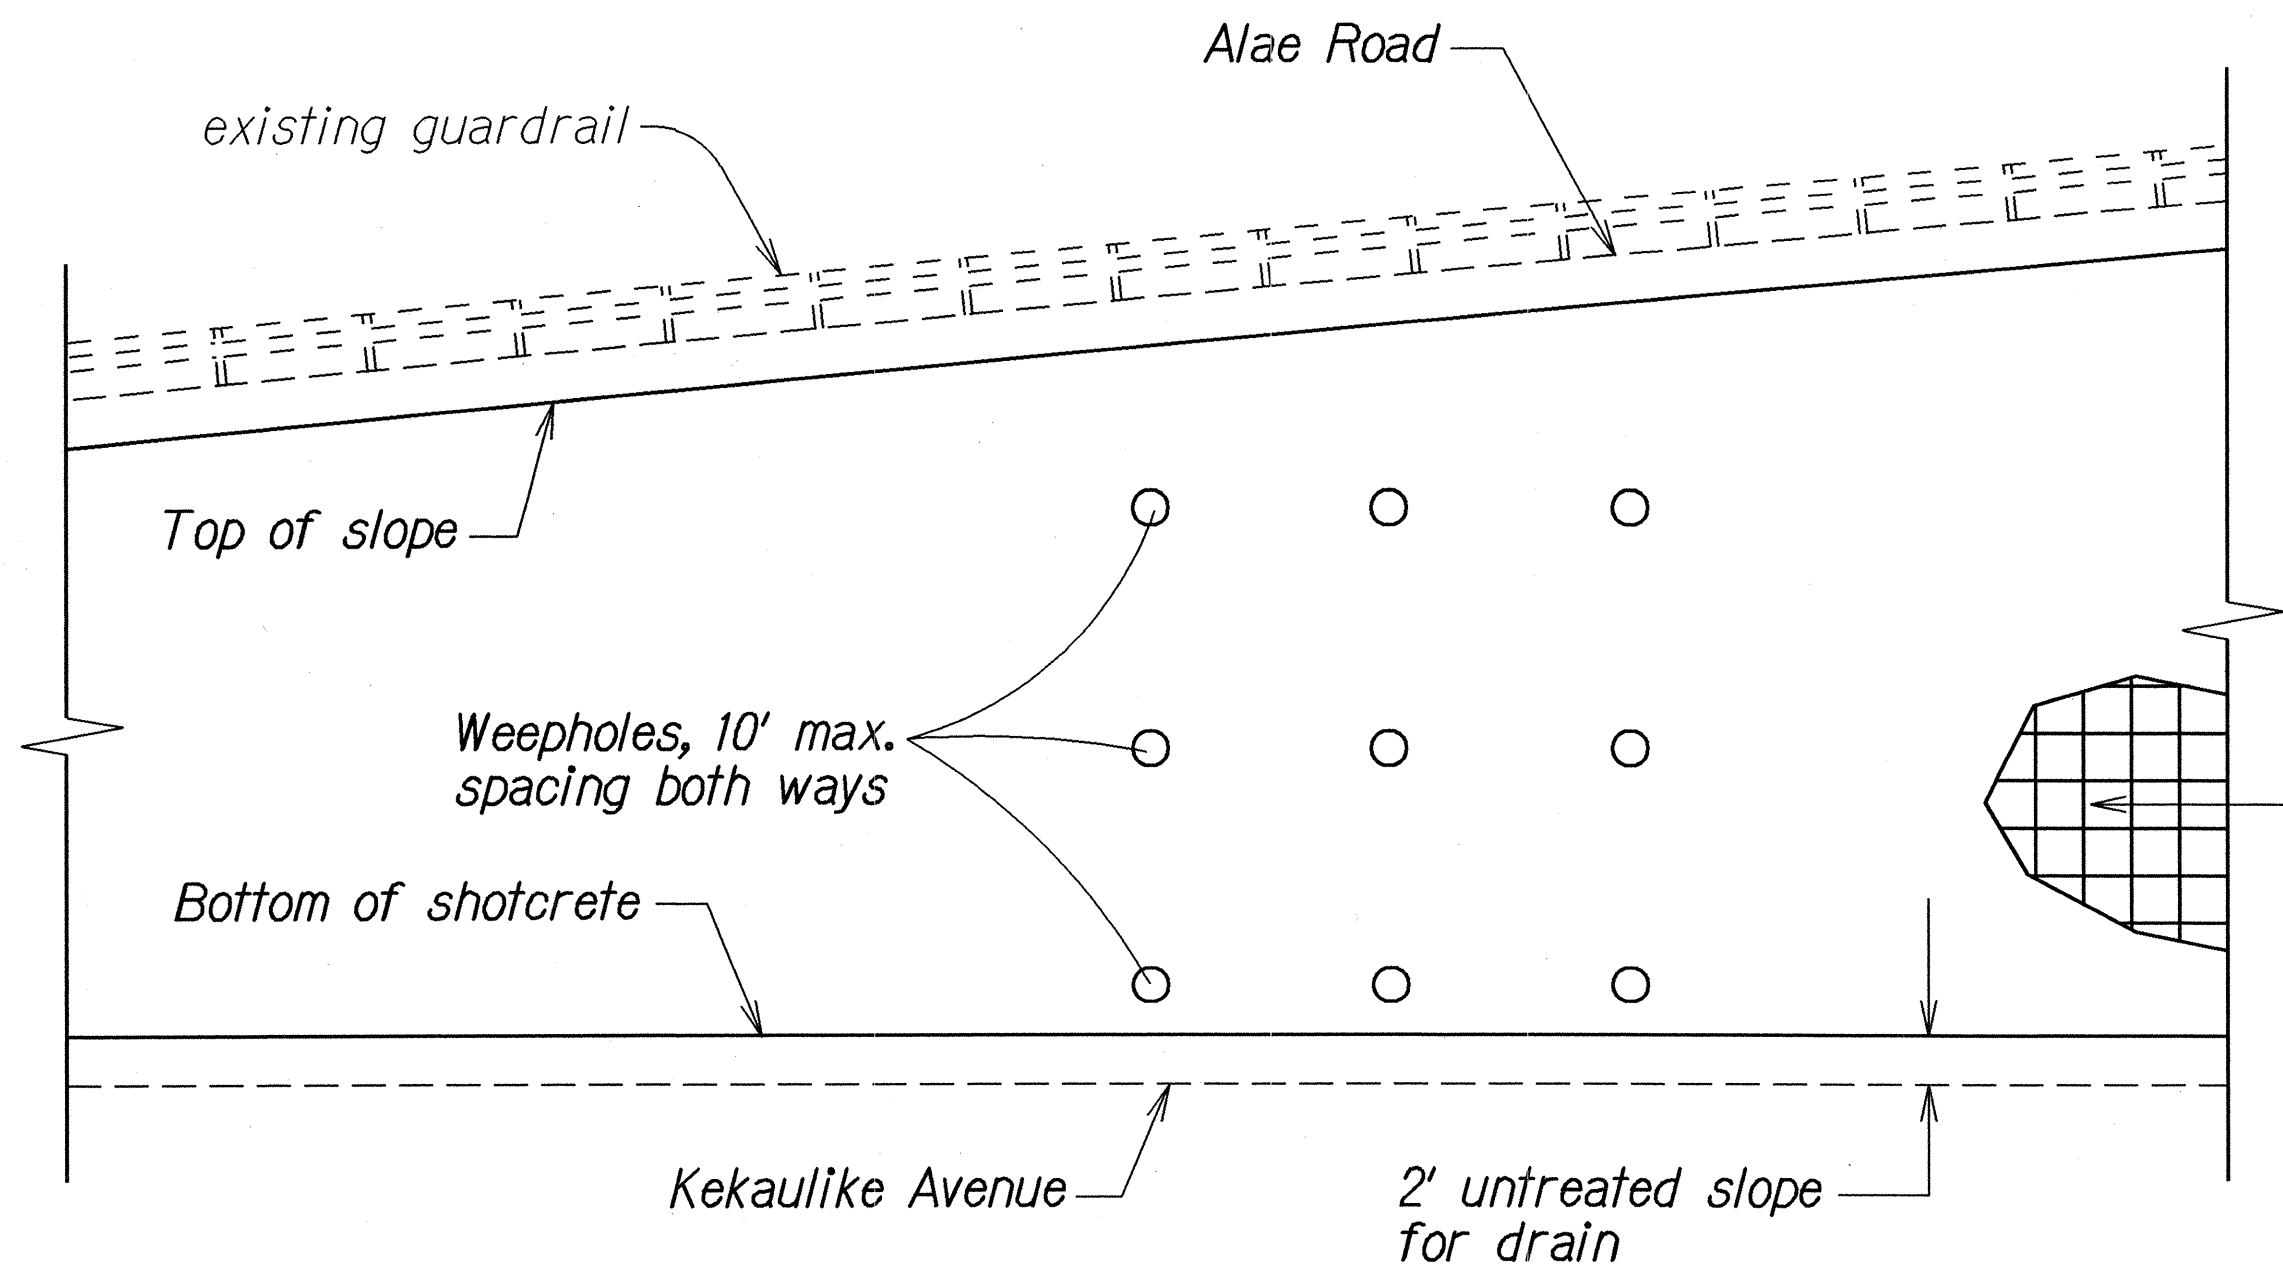 Alae Road
existing guardrail
Top of slope
Weepholes, 10' max.
spacing both ways
Bottom of shotcrete
Kekaulike Avenue
2' untreated slope
for drain